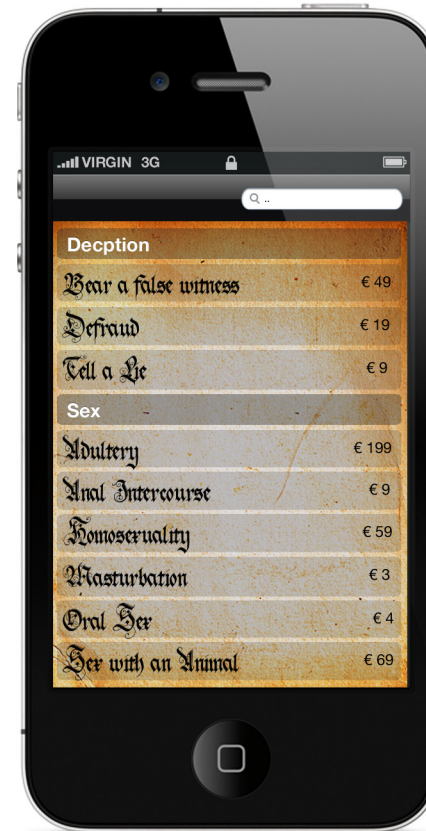 VIRGIN 3G
..
Decption
Bear a false witness € 49
Defraud € 19
Tell a Lie € 9
Sex
Adultery € 199
Anal Intercourse € 9
Homosexuality € 59
Masturbation € 3
Oral Sex € 4
Sex with an Animal € 69